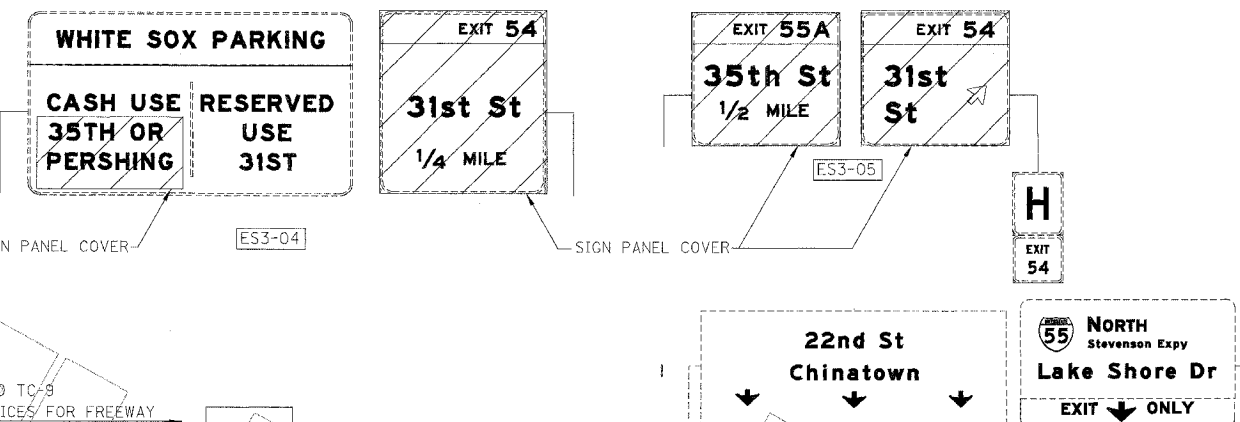 WHITE SOX PARKING
CASH USE
35TH OR
PERSHING
RESERVED
USE
31ST
EXIT 54
31st St
1/4 MILE
EXIT 55A
35th St
1/2 MILE
EXIT 54
31st
St
ES3-04
ES3-05
PANEL COVER
SIGN PANEL COVER
H
EXIT
54
22nd St
Chinatown
INTERSTATE
55
NORTH
Stevenson Expy
Lake Shore Dr
EXIT ONLY
TC-9
FOR FREEWAY